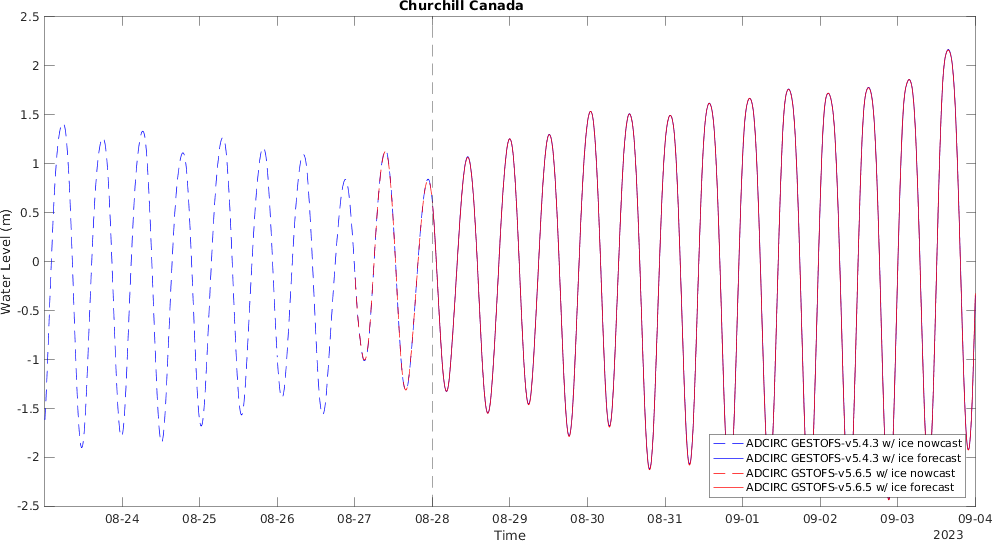 Churchill Canada
2.5
2
1.5
1
0.5
0
-0.5
-1
-1.5
-2
-2.5
Water Level (m)
ADCIRC GESTOFS-v5.4.3 w/ ice nowcast
ADCIRC GESTOFS-v5.4.3 w/ ice forecast
ADCIRC GSTOFS-v5.6.5 w/ ice nowcast
ADCIRC GSTOFS-v5.6.5 w/ ice forecast
08-24 08-25 08-26 08-27 08-28 08-29 08-30 08-31 09-01 09-02 09-03 09-04
Time
2023